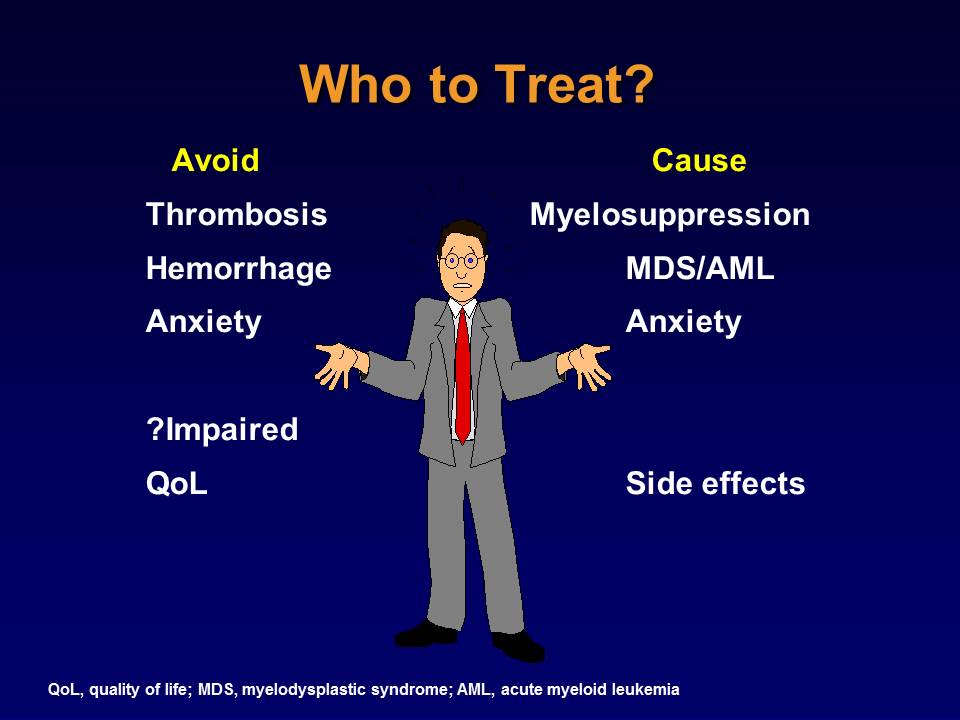 Who to Treat?
Avoid Cause
Thrombosis Myelosuppression
Hemorrhage MDS/AML
Anxiety Anxiety
?Impaired
QoL Side effects
QoL, quality of life; MDS, myelodysplastic syndrome; AML, acute myeloid leukemia